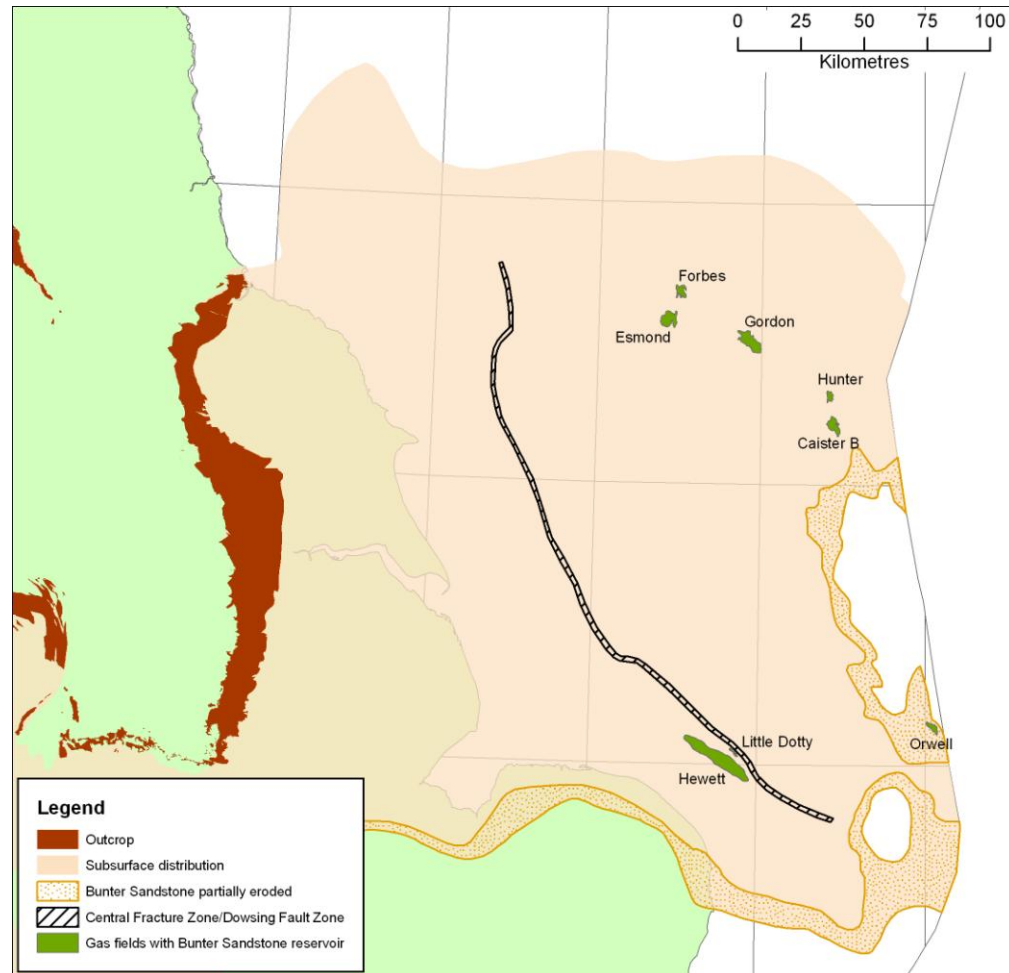 0 25 50 75 100
Kilometres
Forbes
Esmond
Gordon
Hunter
Caister B
Little Dotty
Hewett
Orwell
Legend
Outcrop
Subsurface distribution
Bunter Sandstone partially eroded
Central Fracture Zone/Dowsing Fault Zone
Gas fields with Bunter Sandstone reservoir